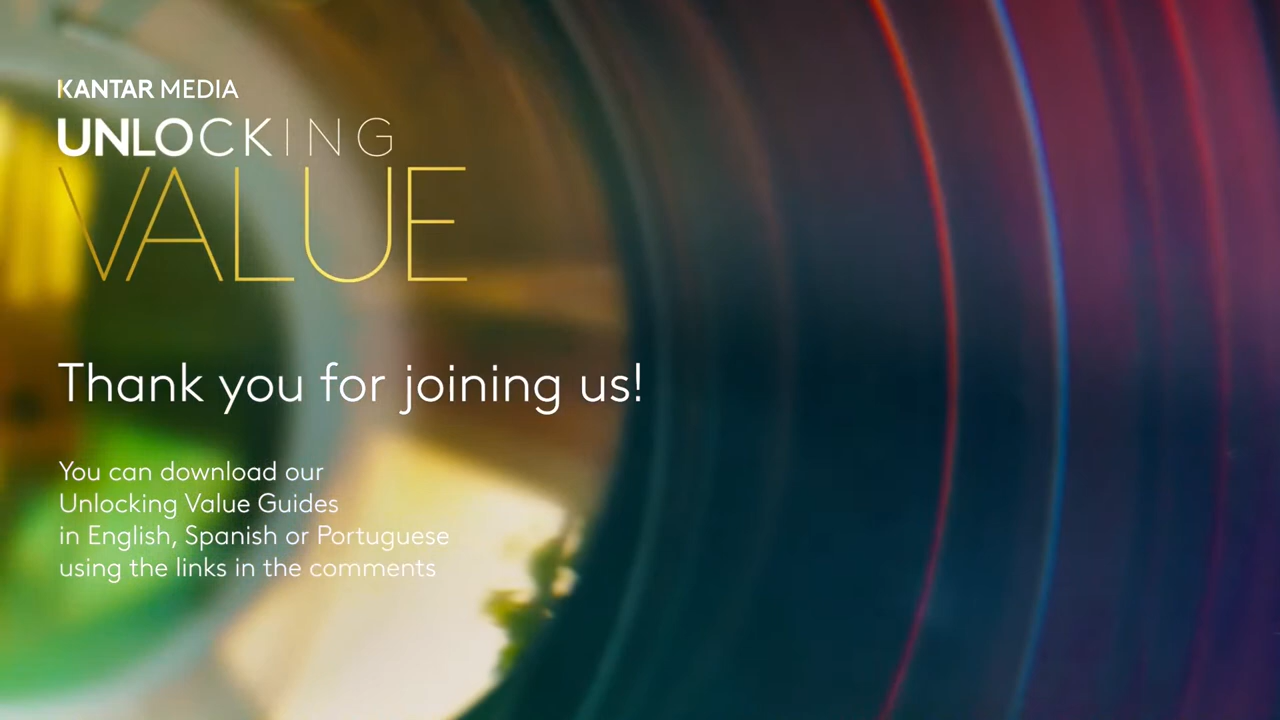 KANTAR MEDIA
UNLOCKING
VALUE
Thank you for joining us!
You can download our
Unlocking Value Guides
in English, Spanish or Portuguese
using the links in the comments